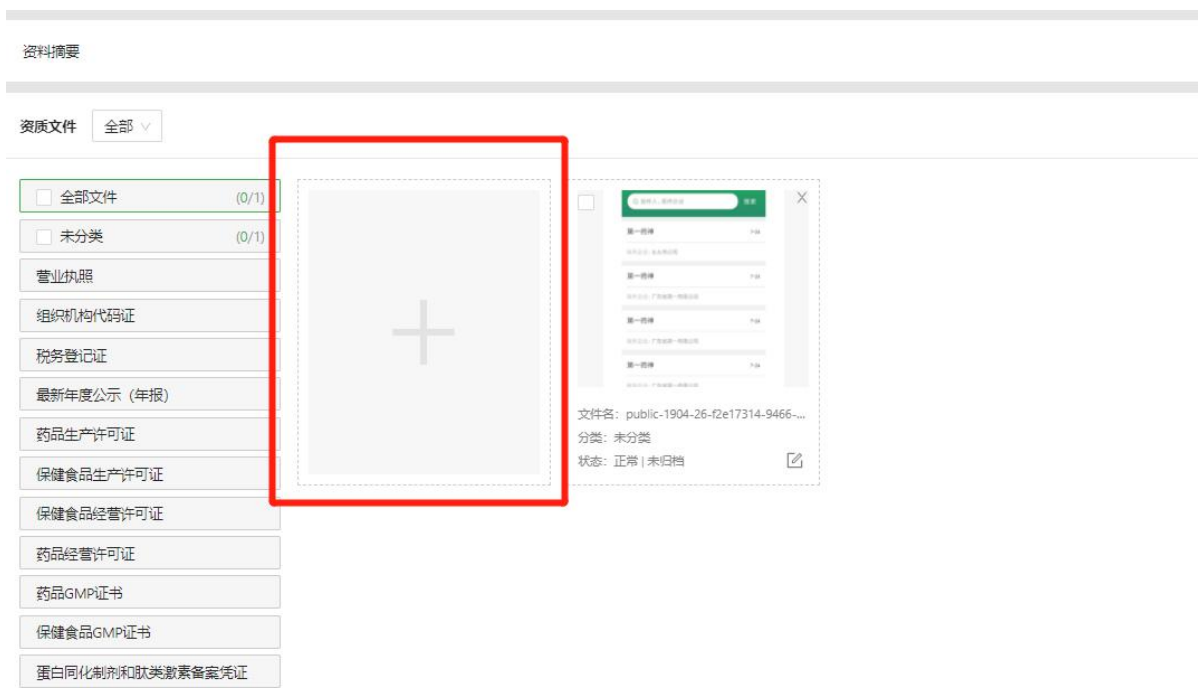 资料摘要
资质文件 全部
全部文件 (0/1)
未分类 (0/1)
营业执照
组织机构代码证
税务登记证
最新年度公示（年报）
药品生产许可证
保健食品生产许可证
保健食品经营许可证
药品经营许可证
药品GMP证书
保健食品GMP证书
蛋白同化制剂和肽类激素备案凭证
文件名：public-1904-26-f2e17314-9466-...
分类：未分类
状态：正常 | 未归档